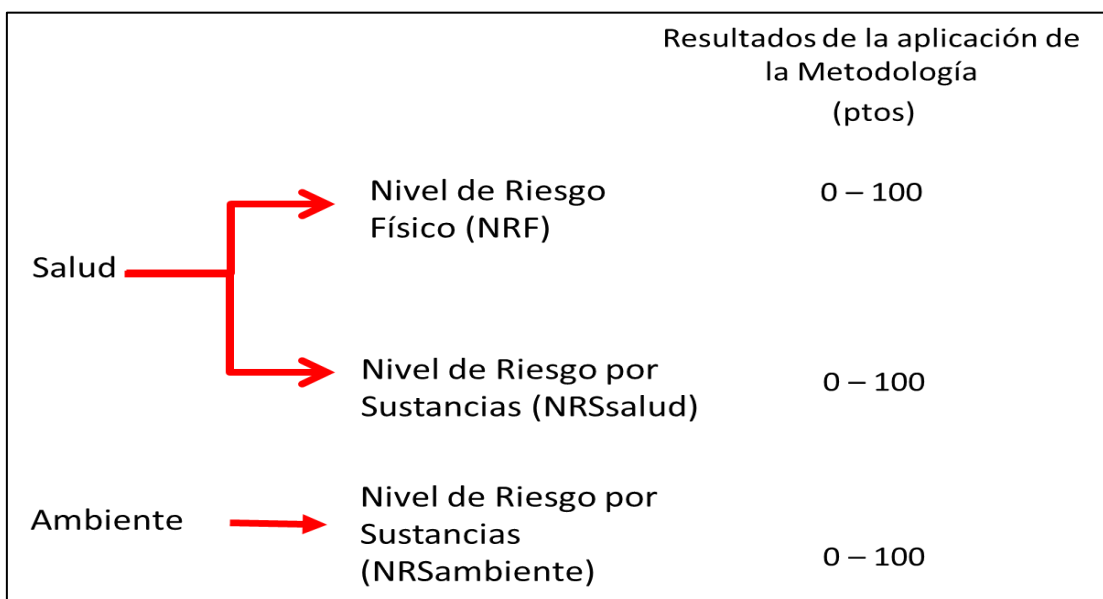 Resultados de la aplicación de
la Metodología
(ptos)
Salud
Nivel de Riesgo
Físico (NRF)
0 – 100
Nivel de Riesgo por
Sustancias (NRSsalud)
0 – 100
Ambiente
Nivel de Riesgo por
Sustancias
(NRSambiente)
0 – 100